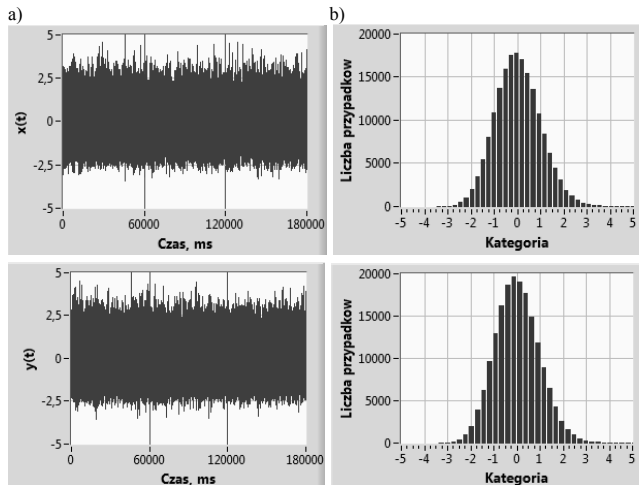 a)
b)
5
2,5
0
-2,5
-5
x(t)
0 60000 120000 180000
Czas, ms
20000
15000
10000
5000
0
Liczba przypadkow
-5 -4 -3 -2 -1 0 1 2 3 4 5
Kategoria
5
2,5
0
-2,5
-5
y(t)
0 60000 120000 180000
Czas, ms
20000
15000
10000
5000
0
Liczba przypadkow
-5 -4 -3 -2 -1 0 1 2 3 4 5
Kategoria